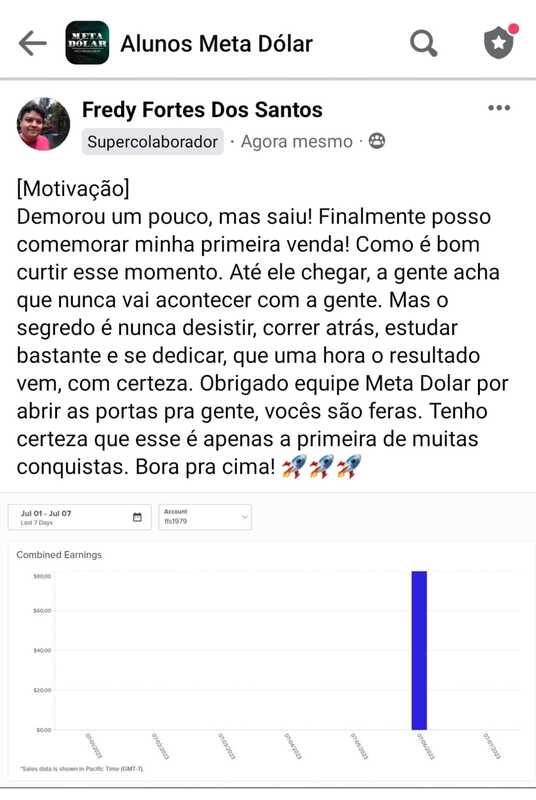 META
DÓLAR
Alunos Meta Dólar
Fredy Fortes Dos Santos
Supercolaborador · Agora mesmo ·
[Motivação]
Demorou um pouco, mas saiu! Finalmente posso
comemorar minha primeira venda! Como é bom
curtir esse momento. Até ele chegar, a gente acha
que nunca vai acontecer com a gente. Mas o
segredo é nunca desistir, correr atrás, estudar
bastante e se dedicar, que uma hora o resultado
vem, com certeza. Obrigado equipe Meta Dolar por
abrir as portas pra gente, vocês são feras. Tenho
certeza que esse é apenas a primeira de muitas
conquistas. Bora pra cima! 🚀🚀🚀
Jul 01 - Jul 07
Last 7 Days
Account
ffs1979
Combined Earnings
$80.00
$60.00
$40.00
$20.00
$0.00
07/01/2023
07/02/2023
07/03/2023
07/04/2023
07/05/2023
07/06/2023
07/07/2023
*Sales data is shown in Pacific Time (GMT-7).